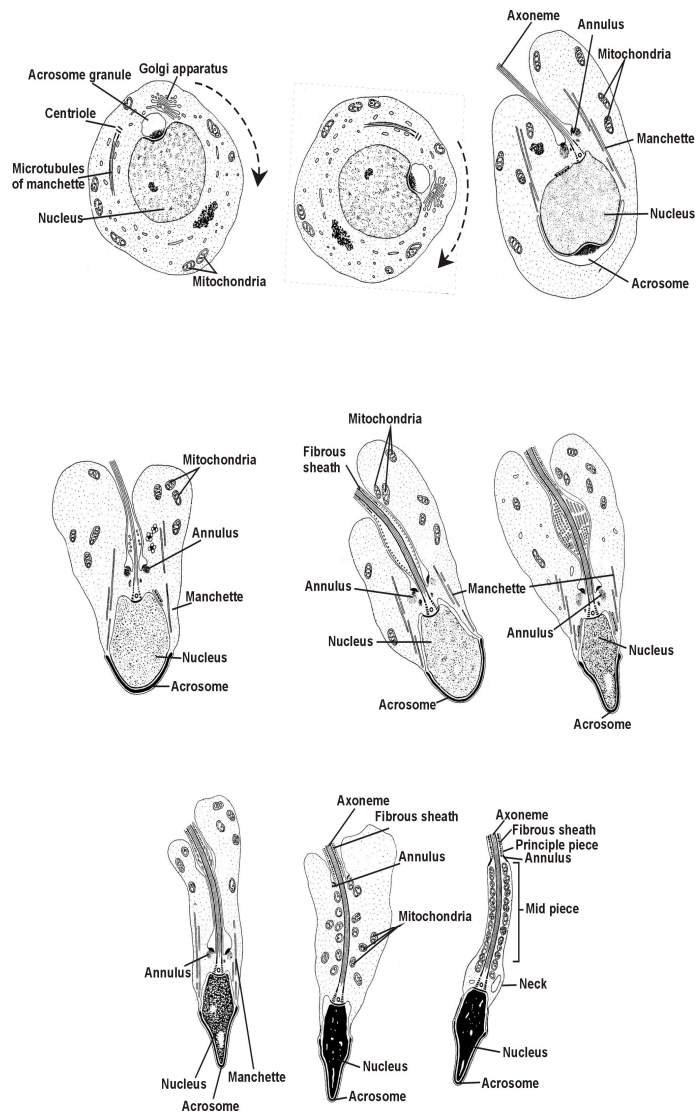 Acrosome granule
Golgi apparatus
Centriole
Microtubules
of manchette
Nucleus
Mitochondria
Axoneme
Annulus
Mitochondria
Manchette
Nucleus
Acrosome
Mitochondria
Annulus
Manchette
Nucleus
Acrosome
Mitochondria
Fibrous
sheath
Annulus
Manchette
Nucleus
Acrosome
Annulus
Nucleus
Acrosome
Annulus
Nucleus
Manchette
Acrosome
Axoneme
Fibrous sheath
Annulus
Mitochondria
Nucleus
Acrosome
Axoneme
Fibrous sheath
Principle piece
Annulus
Mid piece
Neck
Nucleus
Acrosome